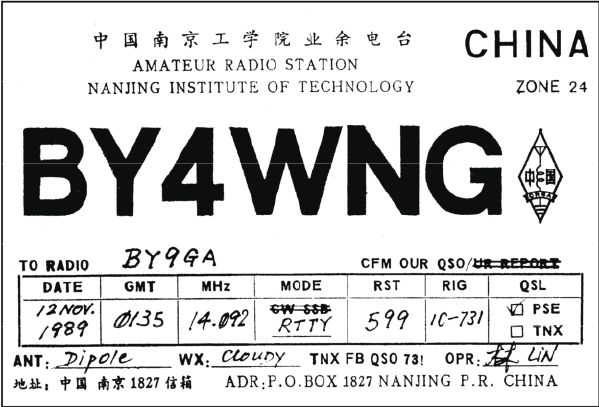 中国南京工学院业余电台
CHINA
AMATEUR RADIO STATION
NANJING INSTITUTE OF TECHNOLOGY
ZONE 24
BY4WNG
中国
CRSA
TO RADIO BY9GA CFM OUR QSO/UR REPORT
DATE GMT MHz MODE RST RIG QSL
12 NOV. 1989 0135 14.092 CW SSB RTTY 599 IC-731 PSE
TNX
ANT: Dipole WX: Cloudy TNX FB QSO 73! OPR: 林 LIN
地址: 中国 南京 1827 信箱 ADR: P.O. BOX 1827 NANJING P.R. CHINA